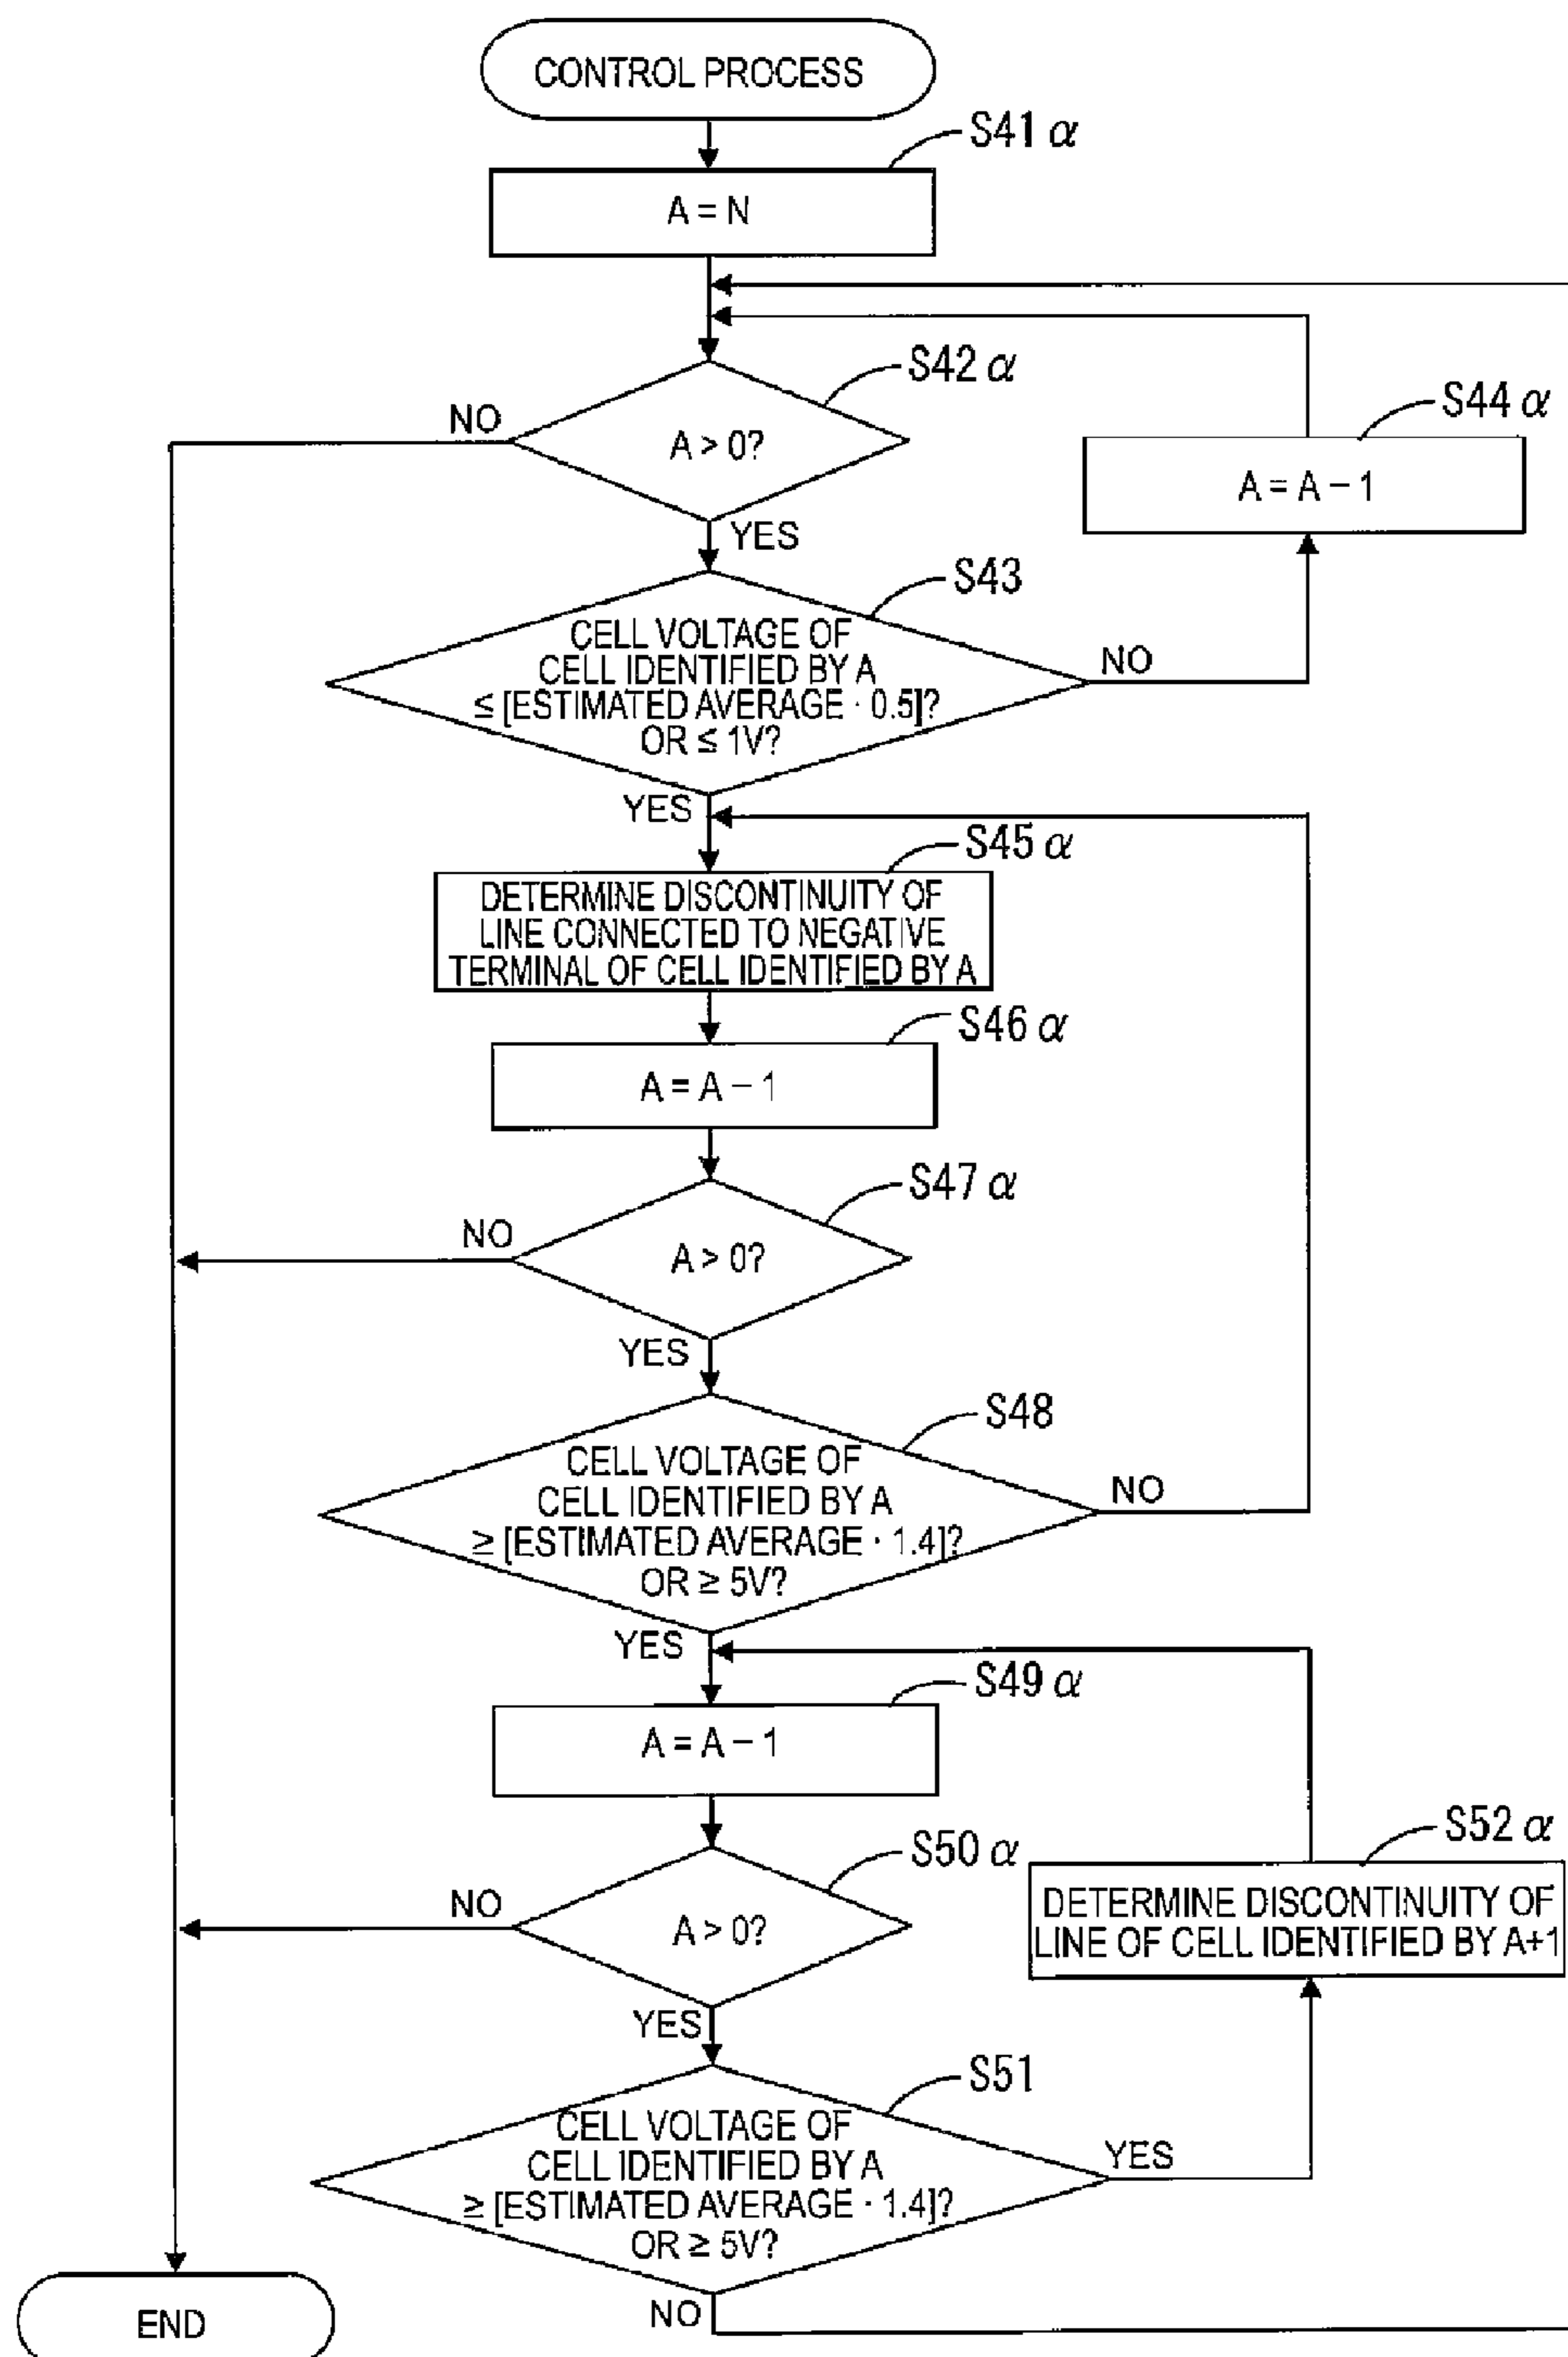 CONTROL PROCESS
S41 α
A = N
S42 α
NO
A > 0?
S44 α
A = A − 1
YES
S43
CELL VOLTAGE OF
CELL IDENTIFIED BY A
≤ [ESTIMATED AVERAGE · 0.5]?
OR ≤ 1V?
NO
YES
S45 α
DETERMINE DISCONTINUITY OF
LINE CONNECTED TO NEGATIVE
TERMINAL OF CELL IDENTIFIED BY A
S46 α
A = A − 1
S47 α
NO
A > 0?
YES
S48
CELL VOLTAGE OF
CELL IDENTIFIED BY A
≥ [ESTIMATED AVERAGE · 1.4]?
OR ≥ 5V?
NO
YES
S49 α
A = A − 1
S50 α
NO
A > 0?
S52 α
DETERMINE DISCONTINUITY OF
LINE OF CELL IDENTIFIED BY A+1
YES
S51
CELL VOLTAGE OF
CELL IDENTIFIED BY A
≥ [ESTIMATED AVERAGE · 1.4]?
OR ≥ 5V?
YES
NO
END